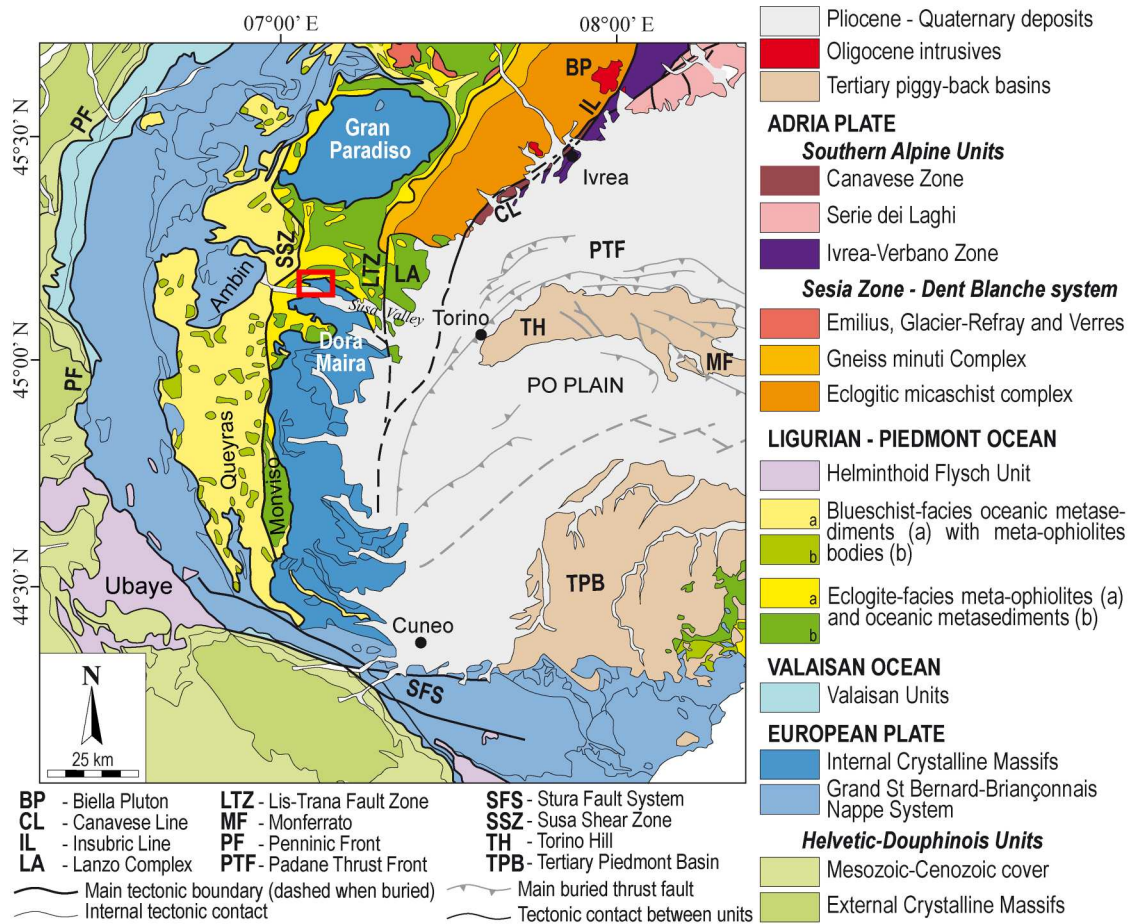 07°00' E
08°00' E
45°30' N
45°00' N
44°30' N
PF
BP
IL
Gran
Paradiso
Ivrea
CL
SSZ
PTF
LTZ
LA
Ambin
Susa Valley
Torino
TH
MF
Dora
Maira
PF
PO PLAIN
Queyras
Monviso
Ubaye
TPB
Cuneo
SFS
N
25 km
Pliocene - Quaternary deposits
Oligocene intrusives
Tertiary piggy-back basins
ADRIA PLATE
Southern Alpine Units
Canavese Zone
Serie dei Laghi
Ivrea-Verbano Zone
Sesia Zone - Dent Blanche system
Emilius, Glacier-Refray and Verres
Gneiss minuti Complex
Eclogitic micaschist complex
LIGURIAN - PIEDMONT OCEAN
Helminthoid Flysch Unit
a Blueschist-facies oceanic metase-
diments (a) with meta-ophiolites
b bodies (b)
a Eclogite-facies meta-ophiolites (a)
b and oceanic metasediments (b)
VALAISAN OCEAN
Valaisan Units
EUROPEAN PLATE
Internal Crystalline Massifs
Grand St Bernard-Briançonnais
Nappe System
Helvetic-Douphinois Units
Mesozoic-Cenozoic cover
External Crystalline Massifs
BP - Biella Pluton
CL - Canavese Line
IL - Insubric Line
LA - Lanzo Complex
LTZ - Lis-Trana Fault Zone
MF - Monferrato
PF - Penninic Front
PTF - Padane Thrust Front
SFS - Stura Fault System
SSZ - Susa Shear Zone
TH - Torino Hill
TPB - Tertiary Piedmont Basin
Main tectonic boundary (dashed when buried)
Internal tectonic contact
Main buried thrust fault
Tectonic contact between units